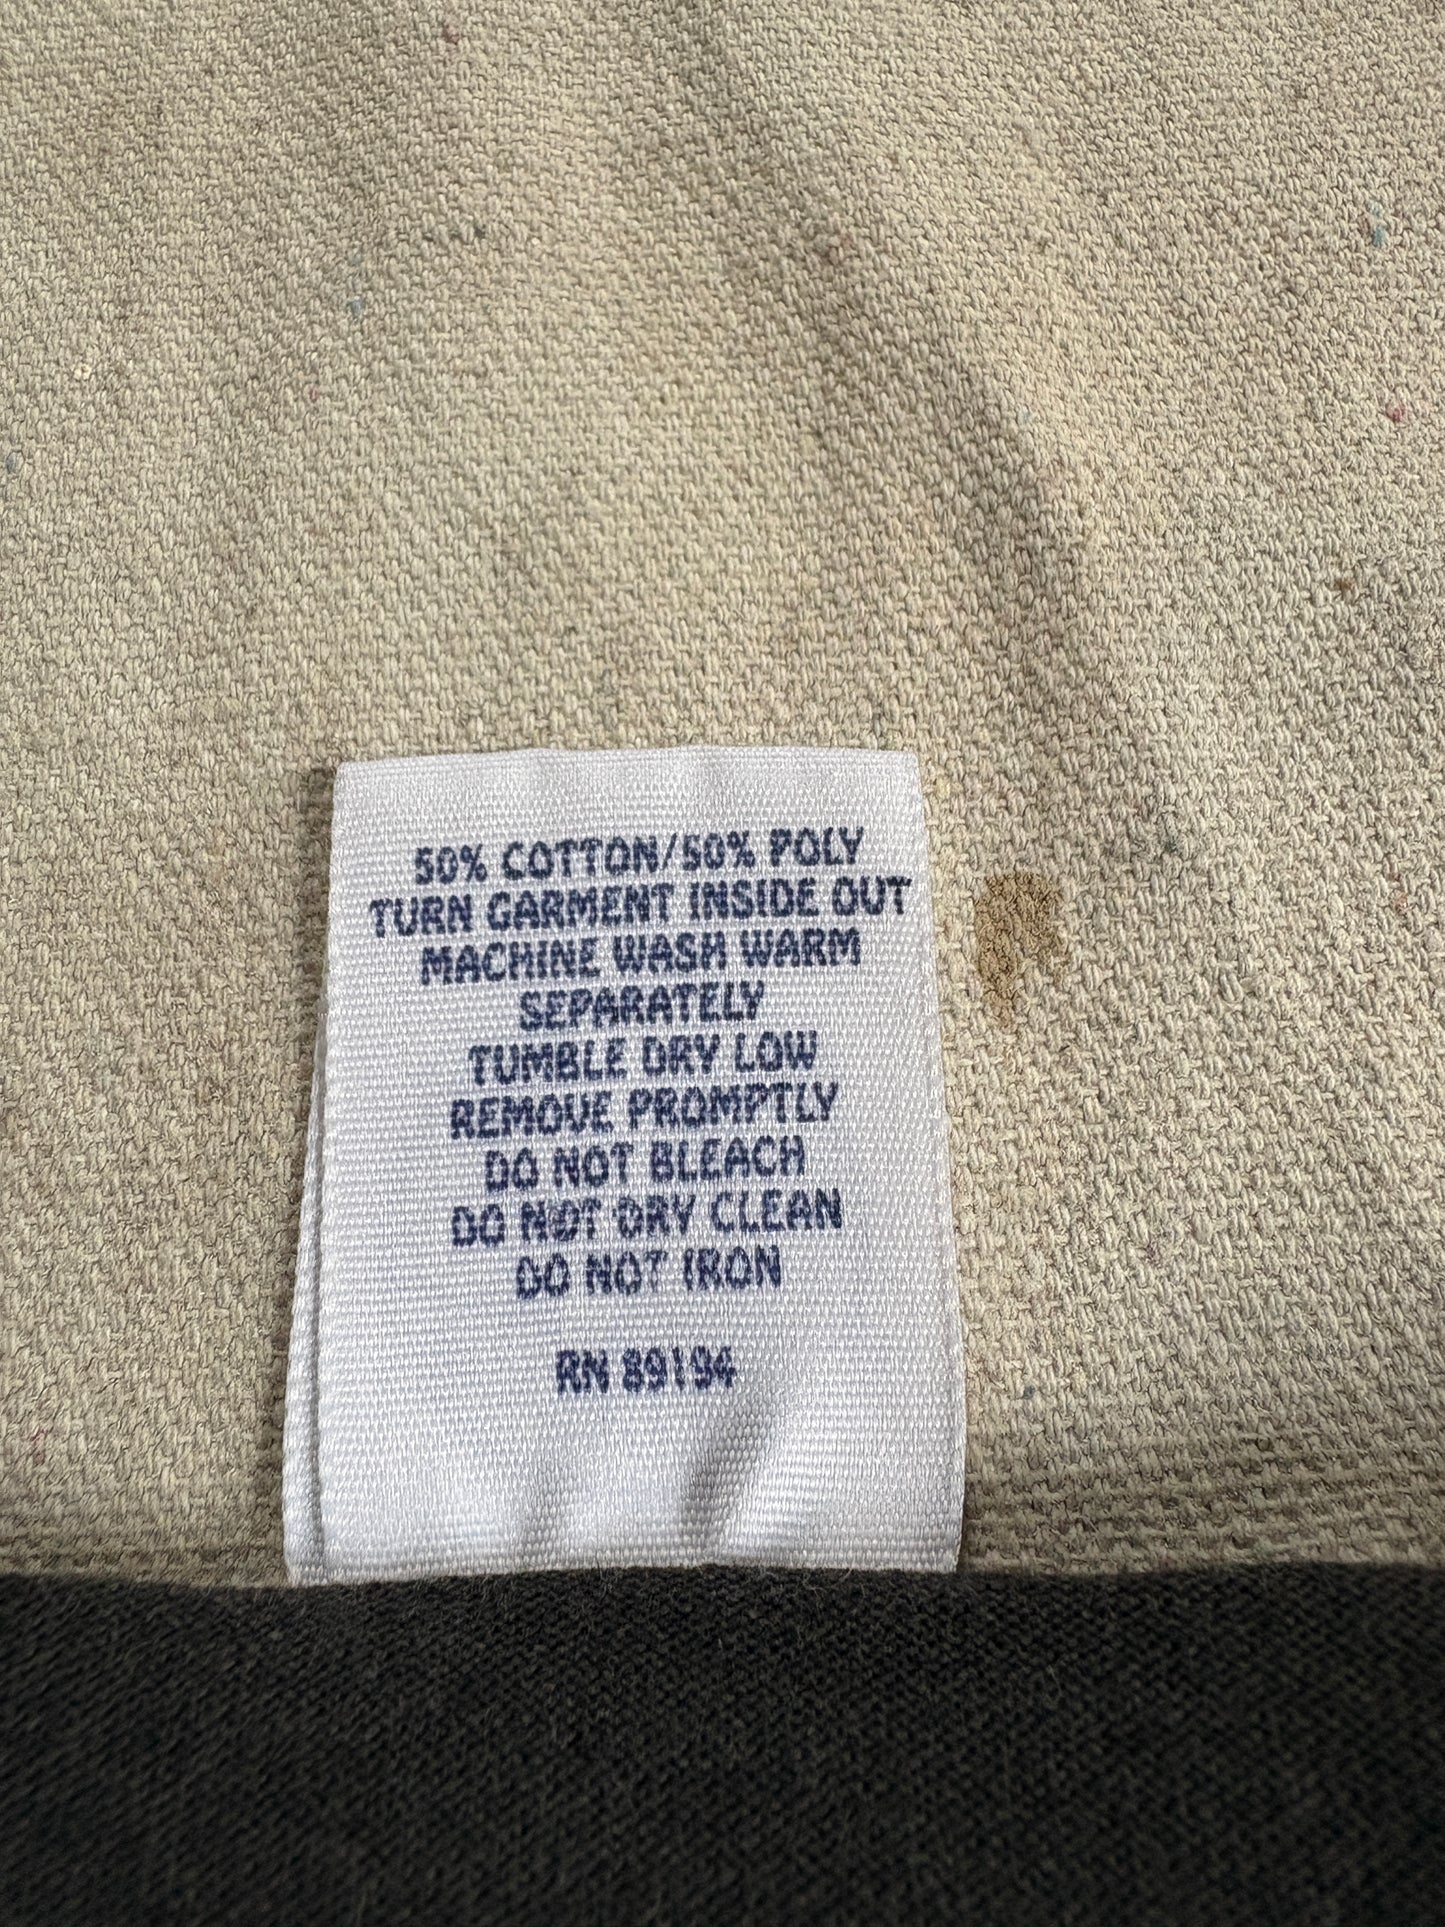 50% COTTON/50% POLY
TURN GARMENT INSIDE OUT
MACHINE WASH WARM
SEPARATELY
TUMBLE DRY LOW
REMOVE PROMPTLY
DO NOT BLEACH
DO NOT DRY CLEAN
DO NOT IRON
RN 89194